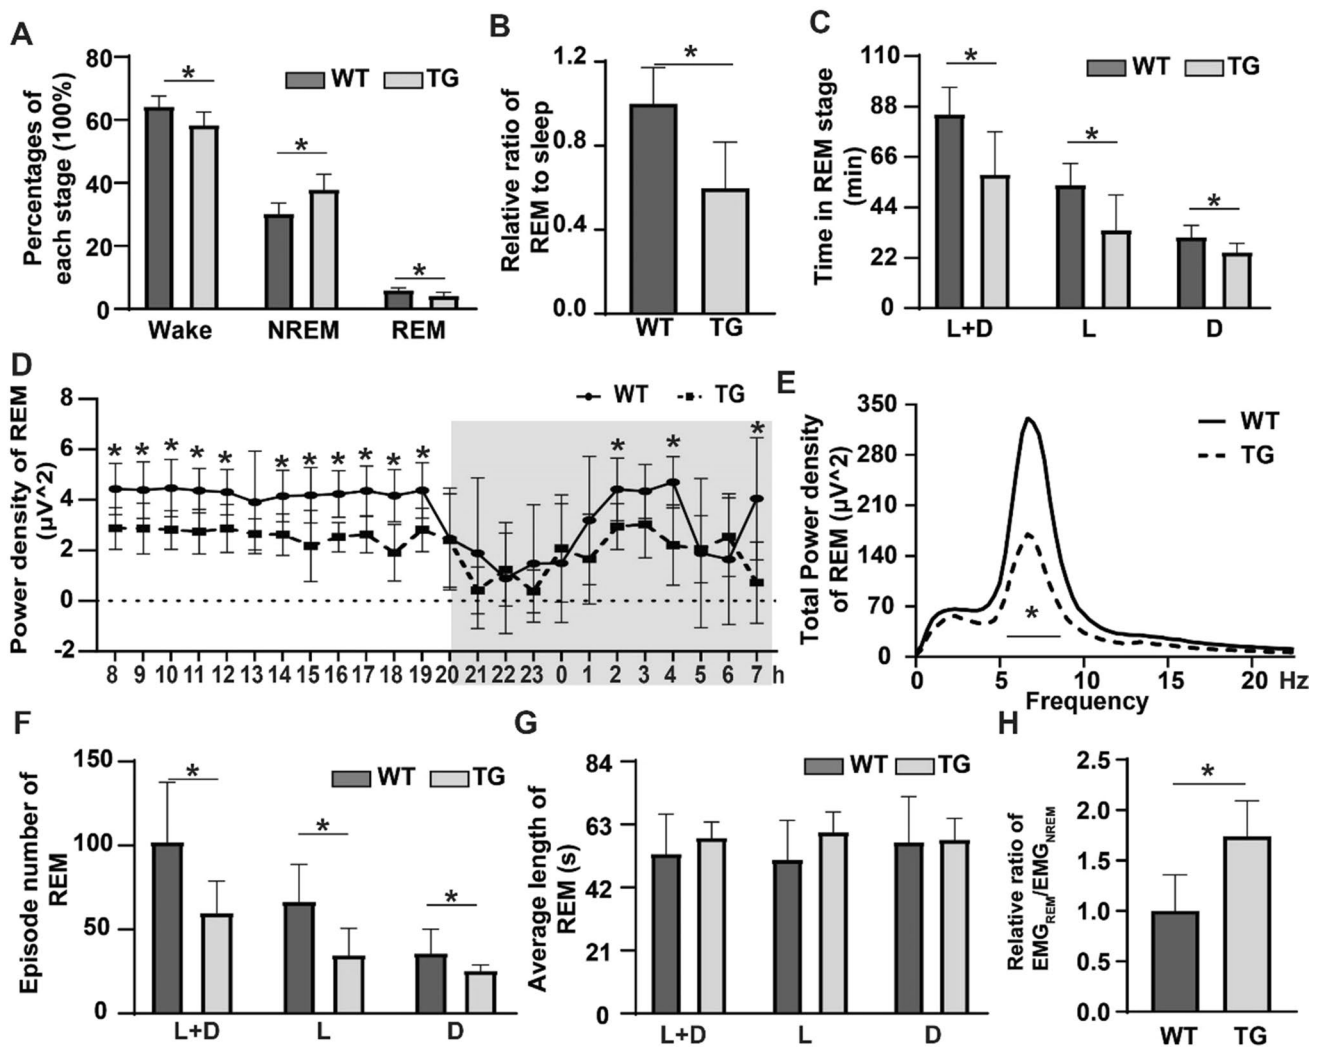 A
Percentages of
each stage (100%)
80
60
40
20
0
*
*
*
WT
TG
Wake
NREM
REM
B
Relative ratio of
REM to sleep
1.2
0.8
0.4
0.0
*
WT
TG
C
Time in REM stage
(min)
110
88
66
44
22
0
*
*
*
WT
TG
L+D
L
D
D
Power density of REM
(µV^2)
8
6
4
2
0
-2
WT
TG
* * * * * * * * * * * * * *
8 9 10 11 12 13 14 15 16 17 18 19 20 21 22 23 0 1 2 3 4 5 6 7 h
E
Total Power density
of REM (µV^2)
350
280
210
140
70
0
WT
TG
*
0 5 10 15 20 Hz
Frequency
F
Episode number of
REM
150
100
50
0
*
*
*
WT
TG
L+D
L
D
G
Average length of
REM (s)
84
63
42
21
0
WT
TG
L+D
L
D
H
Relative ratio of
EMG_REM/EMG_NREM
2.5
2.0
1.5
1.0
0.5
0.0
*
WT
TG